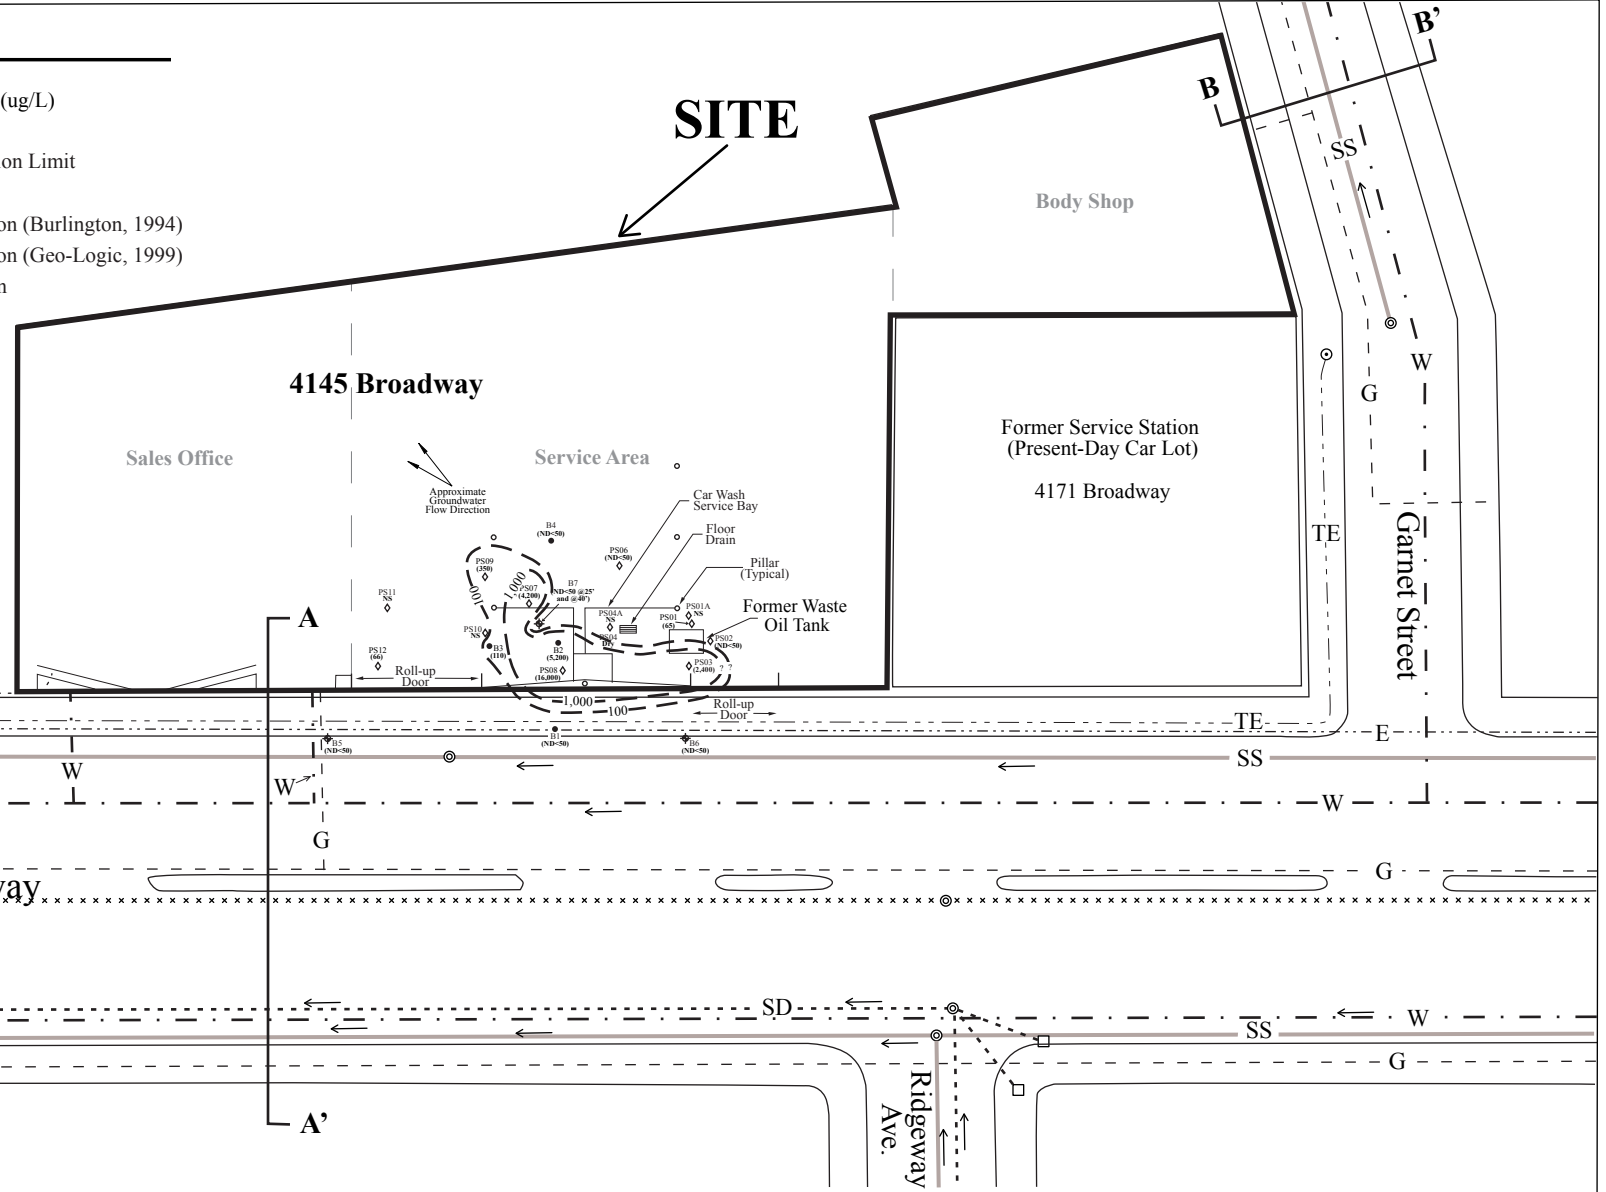 (ug/L)
ion Limit
on (Burlington, 1994)
on (Geo-Logic, 1999)
n
SITE
B
B’
SS
Body Shop
W
G
4145 Broadway
Sales Office
Service Area
Former Service Station
(Present-Day Car Lot)
4171 Broadway
Approximate
Groundwater
Flow Direction
Car Wash
Service Bay
Floor
Drain
Pillar
(Typical)
Former Waste
Oil Tank
TE
Garnet Street
B4
(ND<50)
PS06
(ND<50)
PS09
(350)
100
1,000
PS07
(4,200)
B7
ND<50 @25'
and @40')
PS11
NS
PS04A
NS
PS04
Dry
PS01A
NS
PS01
(65)
PS02
(ND<50)
PS10
NS
B3
(110)
B2
(5,200)
PS12
(66)
PS08
(16,000)
PS03
(2,400)
? ?
A
Roll-up
Door
1,000
100
Roll-up
Door
TE
E
B5
(ND<50)
B1
(ND<50)
B6
(ND<50)
SS
W
W
W
G
G
way
SD
W
SS
G
Ridgeway
Ave.
A’